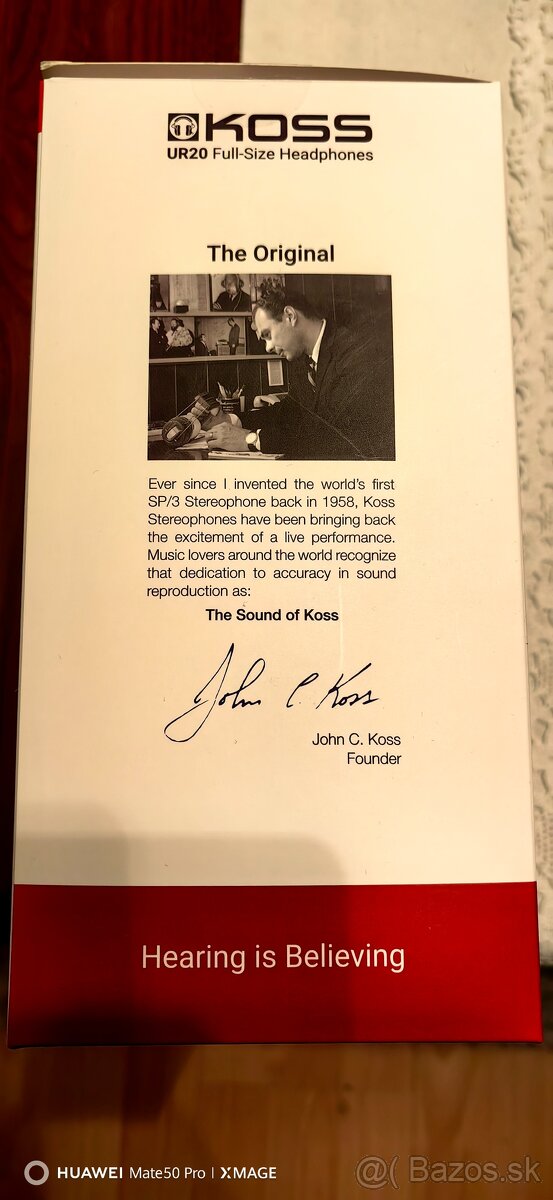 KOSS
UR20 Full-Size Headphones
The Original
Ever since I invented the world's first
SP/3 Stereophone back in 1958, Koss
Stereophones have been bringing back
the excitement of a live performance.
Music lovers around the world recognize
that dedication to accuracy in sound
reproduction as:
The Sound of Koss
John C. Koss
John C. Koss
Founder
Hearing is Believing
HUAWEI Mate50 Pro | XMAGE
@( Bazos.sk